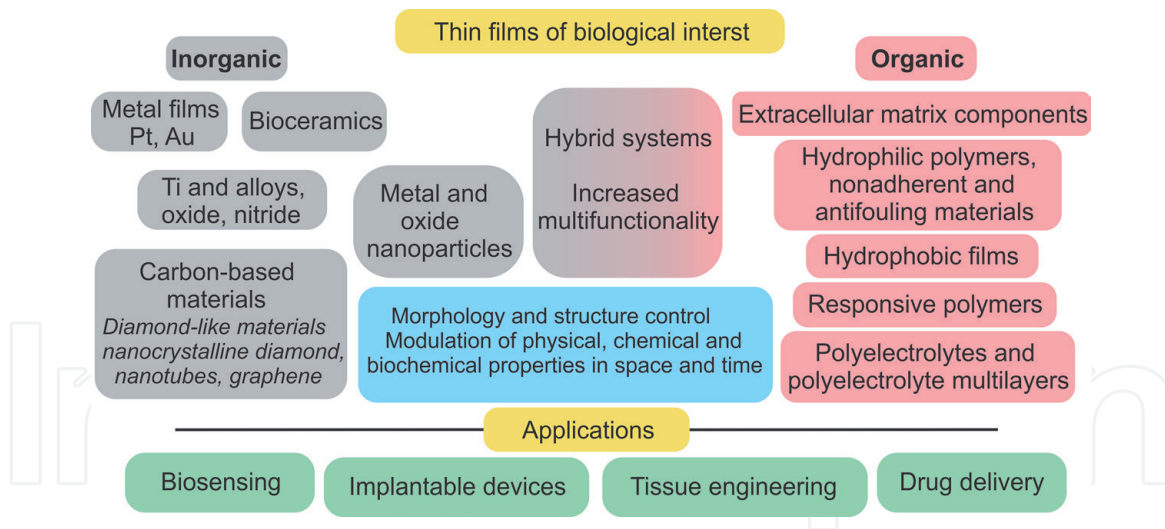 Thin films of biological interst
Inorganic
Organic
Metal films
Pt, Au
Bioceramics
Ti and alloys,
oxide, nitride
Metal and
oxide
nanoparticles
Carbon-based
materials
Diamond-like materials
nanocrystalline diamond,
nanotubes, graphene
Hybrid systems
Increased
multifunctionality
Extracellular matrix components
Hydrophilic polymers,
nonadherent and
antifouling materials
Hydrophobic films
Responsive polymers
Polyelectrolytes and
polyelectrolyte multilayers
Morphology and structure control
Modulation of physical, chemical and
biochemical properties in space and time
Applications
Biosensing
Implantable devices
Tissue engineering
Drug delivery